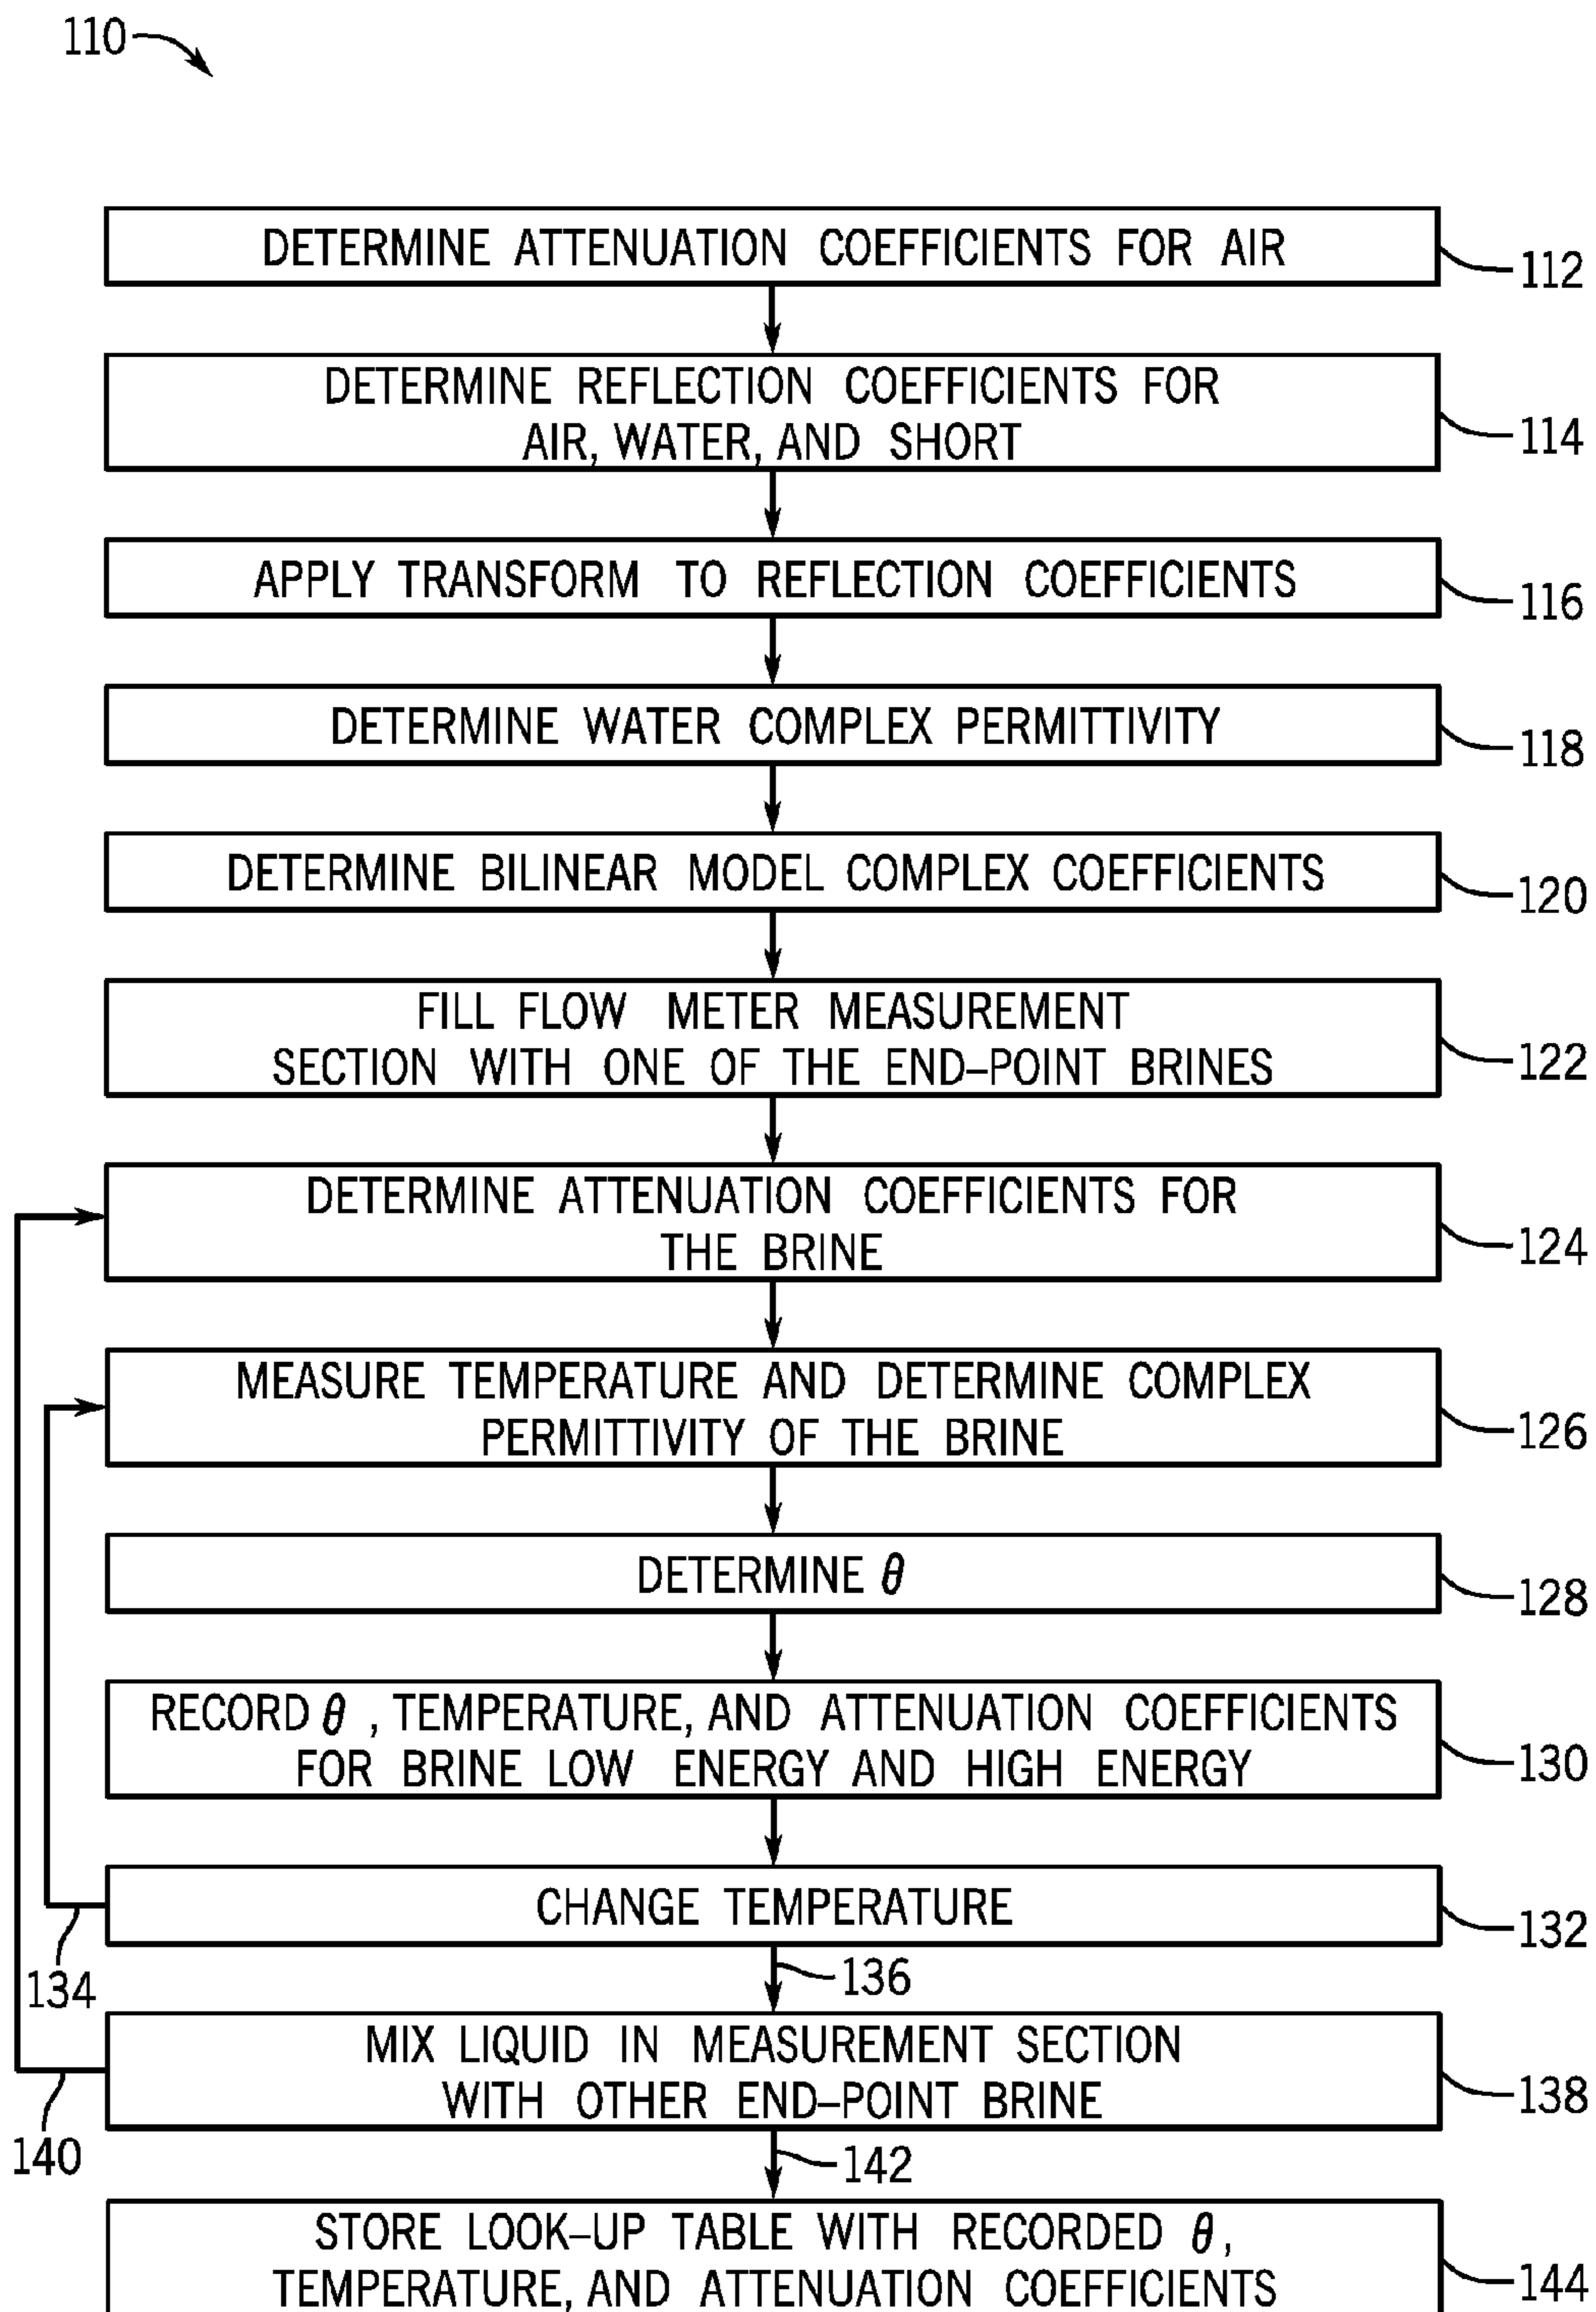 110
DETERMINE ATTENUATION COEFFICIENTS FOR AIR
112
DETERMINE REFLECTION COEFFICIENTS FOR
AIR, WATER, AND SHORT
114
APPLY TRANSFORM TO REFLECTION COEFFICIENTS
116
DETERMINE WATER COMPLEX PERMITTIVITY
118
DETERMINE BILINEAR MODEL COMPLEX COEFFICIENTS
120
FILL FLOW METER MEASUREMENT
SECTION WITH ONE OF THE END–POINT BRINES
122
DETERMINE ATTENUATION COEFFICIENTS FOR
THE BRINE
124
MEASURE TEMPERATURE AND DETERMINE COMPLEX
PERMITTIVITY OF THE BRINE
126
DETERMINE θ
128
RECORD θ , TEMPERATURE, AND ATTENUATION COEFFICIENTS
FOR BRINE LOW ENERGY AND HIGH ENERGY
130
CHANGE TEMPERATURE
132
134
136
MIX LIQUID IN MEASUREMENT SECTION
WITH OTHER END–POINT BRINE
138
140
142
STORE LOOK–UP TABLE WITH RECORDED θ ,
TEMPERATURE, AND ATTENUATION COEFFICIENTS
144